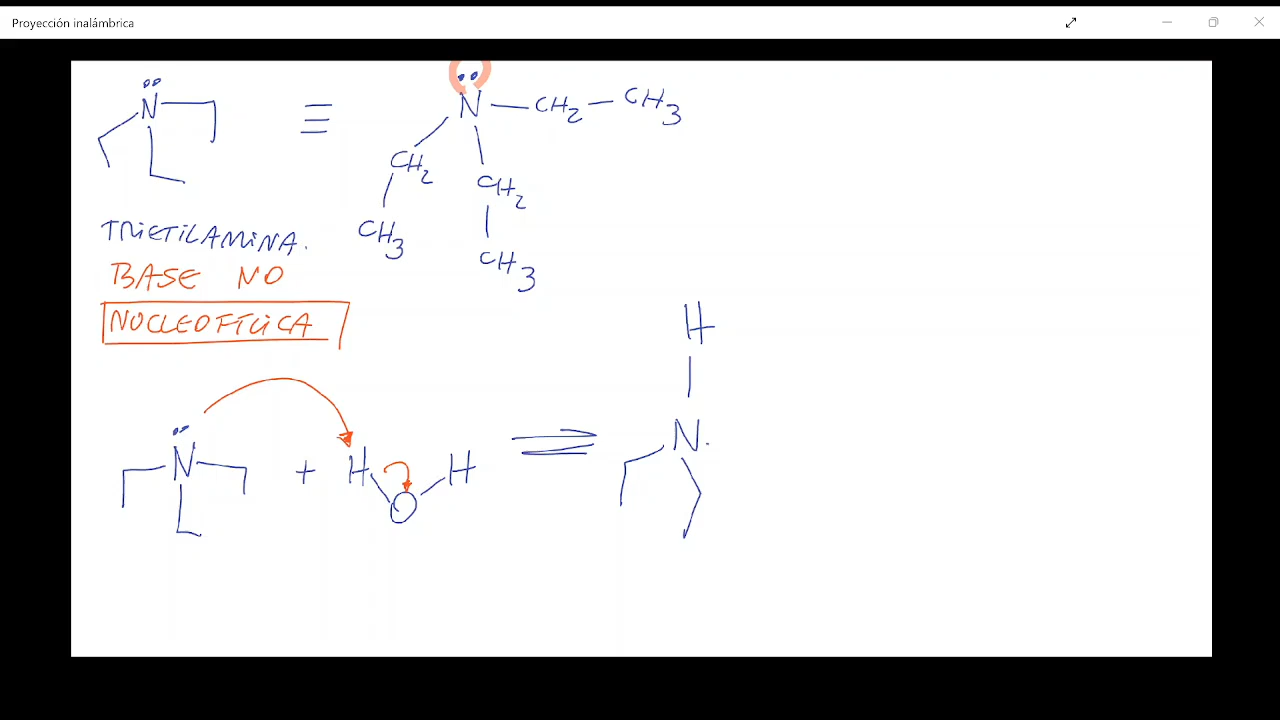 Proyección inalámbrica
N
≡
N — CH2 — CH3
CH2
CH2
CH3
CH3
TRIETILAMINA.
BASE NO
NUCLEOFÍLICA
H
N + H O H ⇌ N